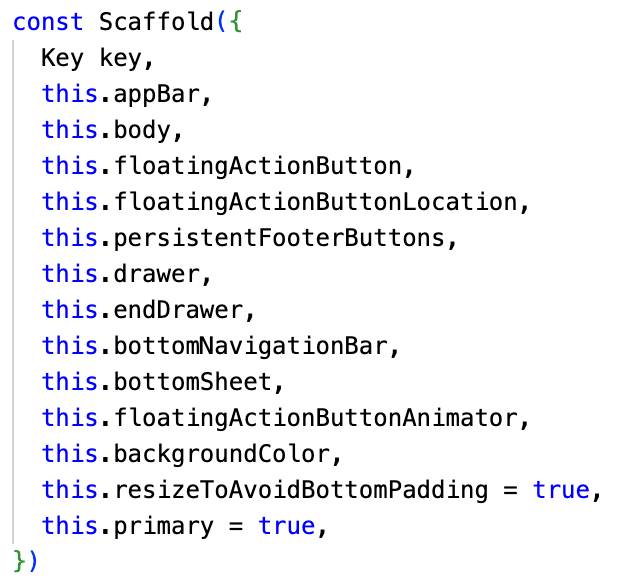 const Scaffold({
  Key key,
  this.appBar,
  this.body,
  this.floatingActionButton,
  this.floatingActionButtonLocation,
  this.persistentFooterButtons,
  this.drawer,
  this.endDrawer,
  this.bottomNavigationBar,
  this.bottomSheet,
  this.floatingActionButtonAnimator,
  this.backgroundColor,
  this.resizeToAvoidBottomPadding = true,
  this.primary = true,
})